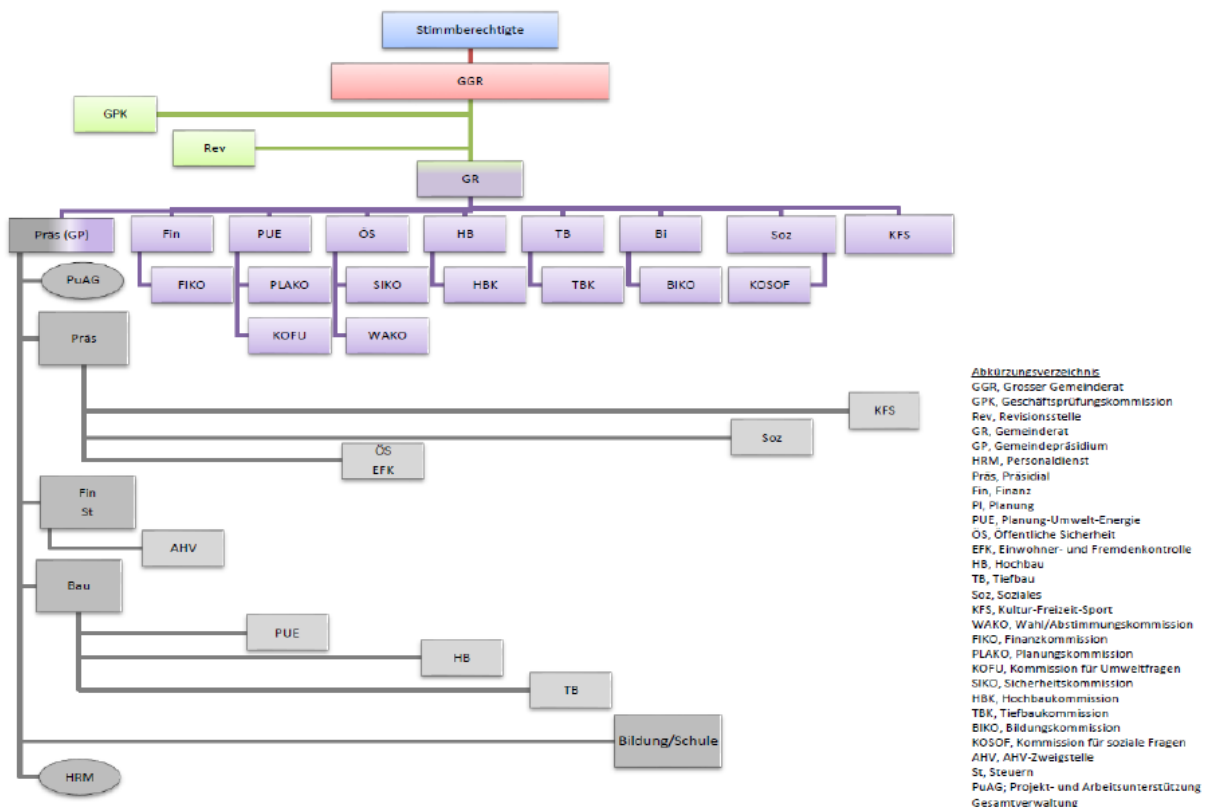 Stimmberechtigte
GGR
GPK
Rev
GR
Präs (GP)
Fin
PUE
ÖS
HB
TB
Bi
Soz
KFS
PuAG
FIKO
PLAKO
SIKO
HBK
TBK
BIKO
KOSOF
KOFU
WAKO
Präs
KFS
Soz
ÖS
EFK
Fin
St
AHV
Bau
PUE
HB
TB
Bildung/Schule
HRM
Abkürzungsverzeichnis
GGR, Grosser Gemeinderat
GPK, Geschäftsprüfungskommission
Rev, Revisionsstelle
GR, Gemeinderat
GP, Gemeindepräsidium
HRM, Personaldienst
Präs, Präsidial
Fin, Finanz
Pl, Planung
PUE, Planung-Umwelt-Energie
ÖS, Öffentliche Sicherheit
EFK, Einwohner- und Fremdenkontrolle
HB, Hochbau
TB, Tiefbau
Soz, Soziales
KFS, Kultur-Freizeit-Sport
WAKO, Wahl/Abstimmungskommission
FIKO, Finanzkommission
PLAKO, Planungskommission
KOFU, Kommission für Umweltfragen
SIKO, Sicherheitskommission
HBK, Hochbaukommission
TBK, Tiefbaukommission
BIKO, Bildungskommission
KOSOF, Kommission für soziale Fragen
AHV, AHV-Zweigstelle
St, Steuern
PuAG; Projekt- und Arbeitsunterstützung
Gesamtverwaltung